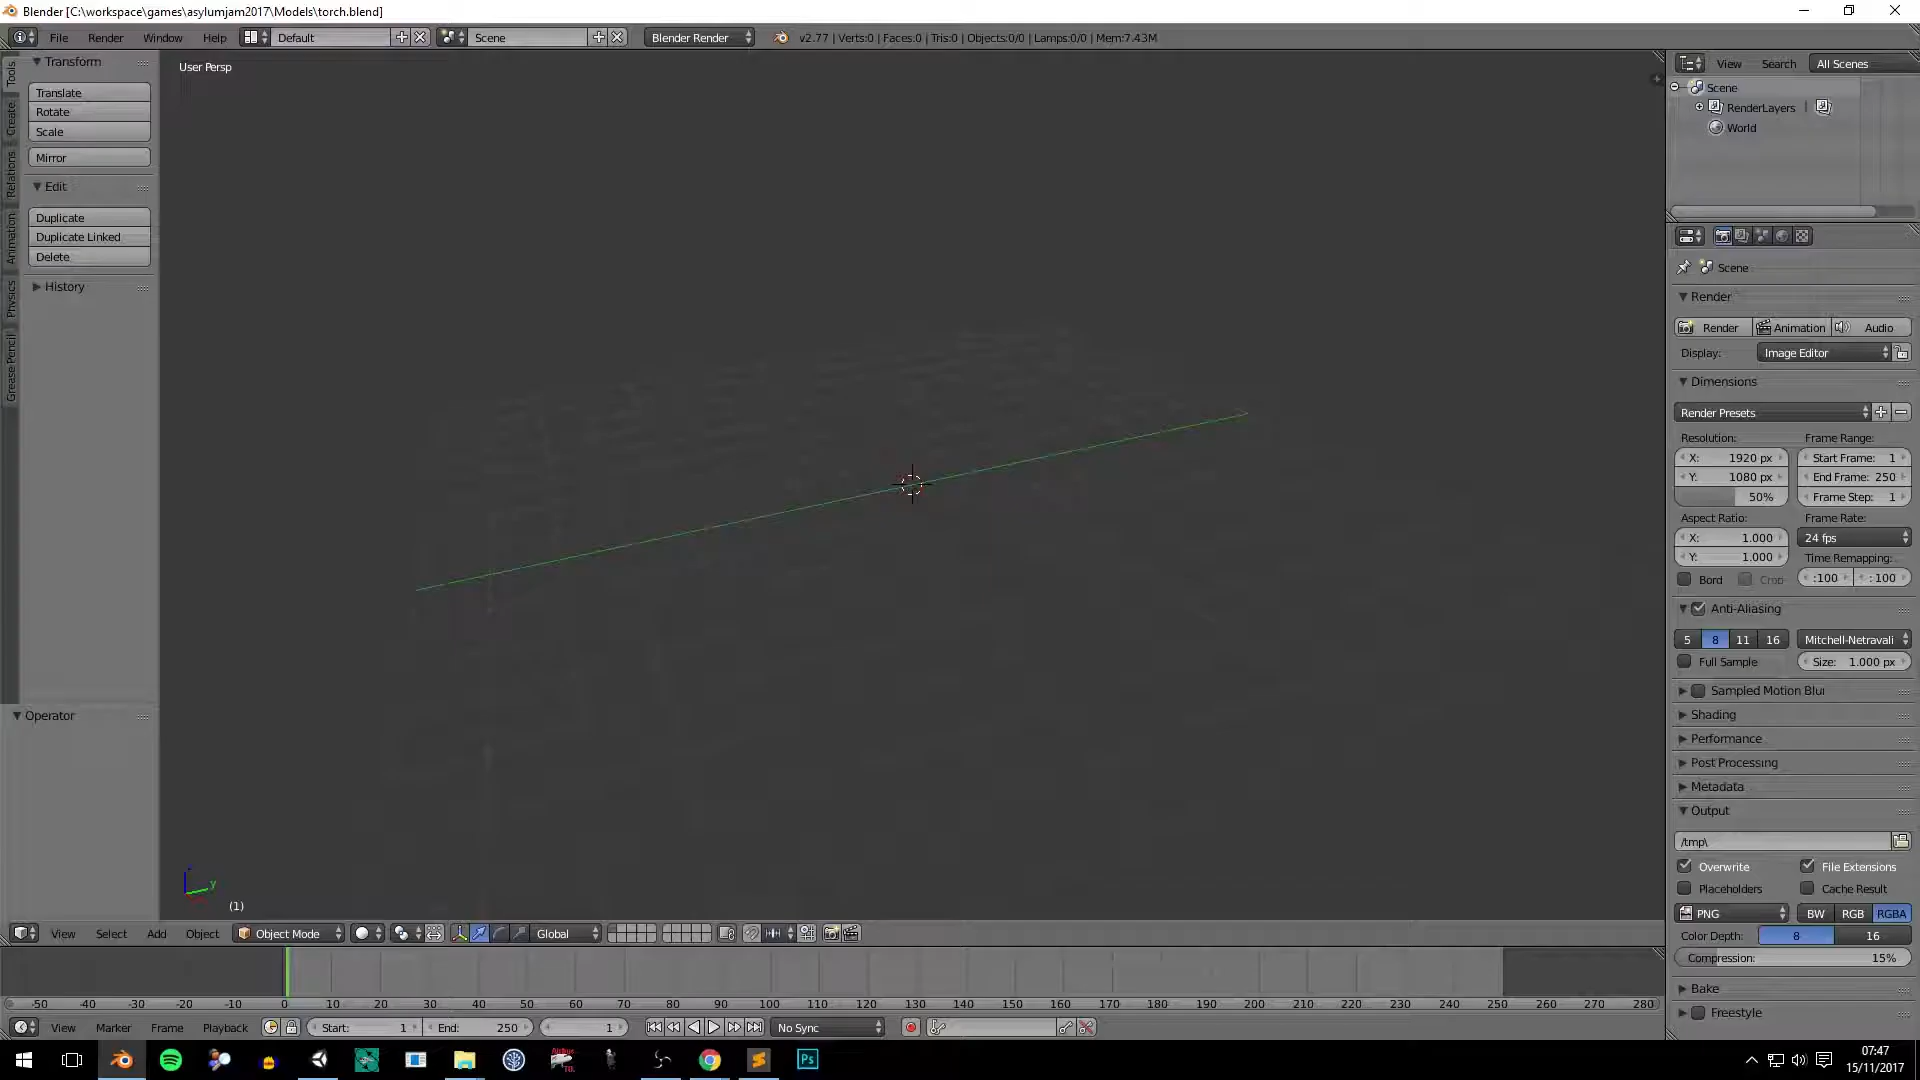 Blender [C:\workspace\games\asylumjam2017\Models\torch.blend]
File Render Window Help Default Scene Blender Render v2.77 | Verts:0 | Faces:0 | Tris:0 | Objects:0/0 | Lamps:0/0 | Mem:7.43M
Tools
Create
Relations
Animation
Physics
Grease Pencil
Transform
Translate
Rotate
Scale
Mirror
Edit
Duplicate
Duplicate Linked
Delete
History
Operator
User Persp
y
(1)
View Search All Scenes
Scene
RenderLayers |
World
Scene
Render
Render Animation Audio
Display: Image Editor
Dimensions
Render Presets
Resolution: Frame Range:
X: 1920 px Start Frame: 1
Y: 1080 px End Frame: 250
50% Frame Step: 1
Aspect Ratio: Frame Rate:
X: 1.000 24 fps
Y: 1.000 Time Remapping:
Bord Crop :100 : 100
Anti-Aliasing
5 8 11 16 Mitchell-Netravali
Full Sample Size: 1.000 px
Sampled Motion Blur
Shading
Performance
Post Processing
Metadata
Output
/tmp\
Overwrite File Extensions
Placeholders Cache Result
PNG BW RGB RGBA
Color Depth: 8 16
Compression: 15%
Bake
Freestyle
View Select Add Object Object Mode Global
-50 -40 -30 -20 -10 0 10 20 30 40 50 60 70 80 90 100 110 120 130 140 150 160 170 180 190 200 210 220 230 240 250 260 270 280
View Marker Frame Playback Start: 1 End: 250 1 No Sync
Ps
07:47
15/11/2017